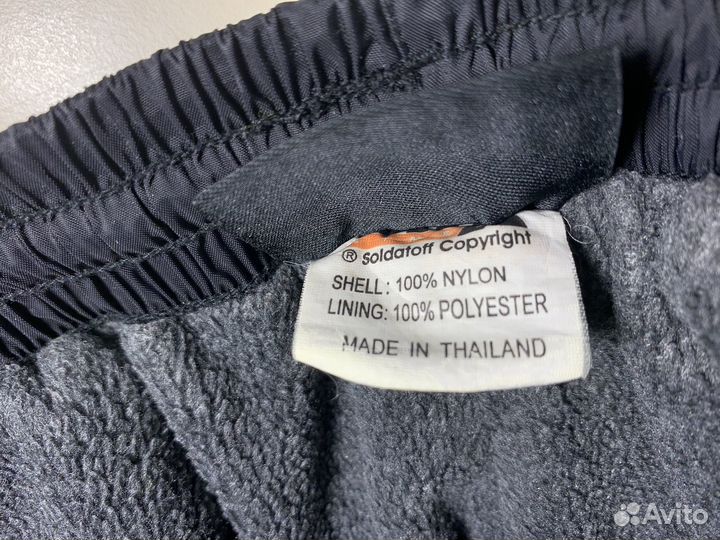 ® Soldatoff Copyright
SHELL: 100% NYLON
LINING: 100% POLYESTER
MADE IN THAILAND
Avito